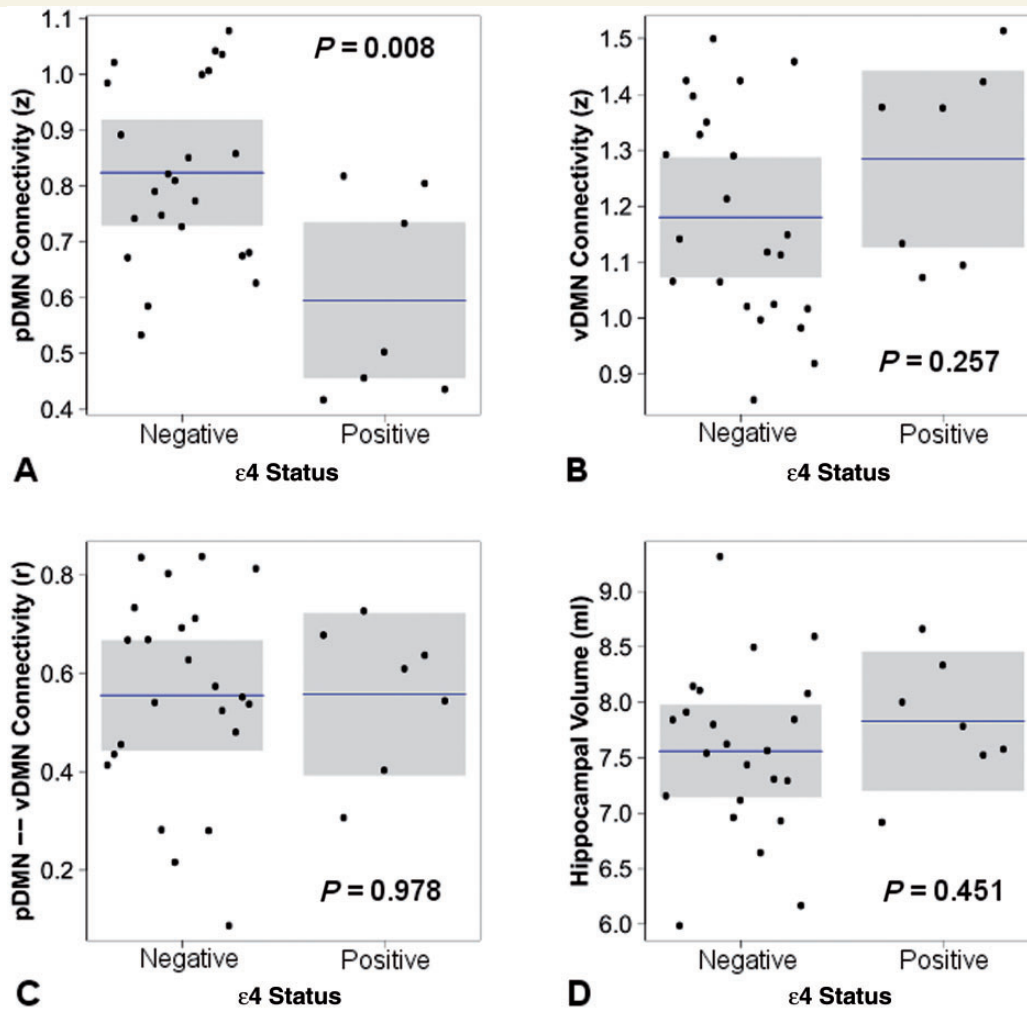 1.1
1.0
0.9
0.8
0.7
0.6
0.5
0.4
pDMN Connectivity (z)
P = 0.008
Negative
Positive
A
ε4 Status
1.5
1.4
1.3
1.2
1.1
1.0
0.9
vDMN Connectivity (z)
P = 0.257
Negative
Positive
B
ε4 Status
0.8
0.6
0.4
0.2
pDMN –– vDMN Connectivity (r)
P = 0.978
Negative
Positive
C
ε4 Status
9.0
8.5
8.0
7.5
7.0
6.5
6.0
Hippocampal Volume (ml)
P = 0.451
Negative
Positive
D
ε4 Status